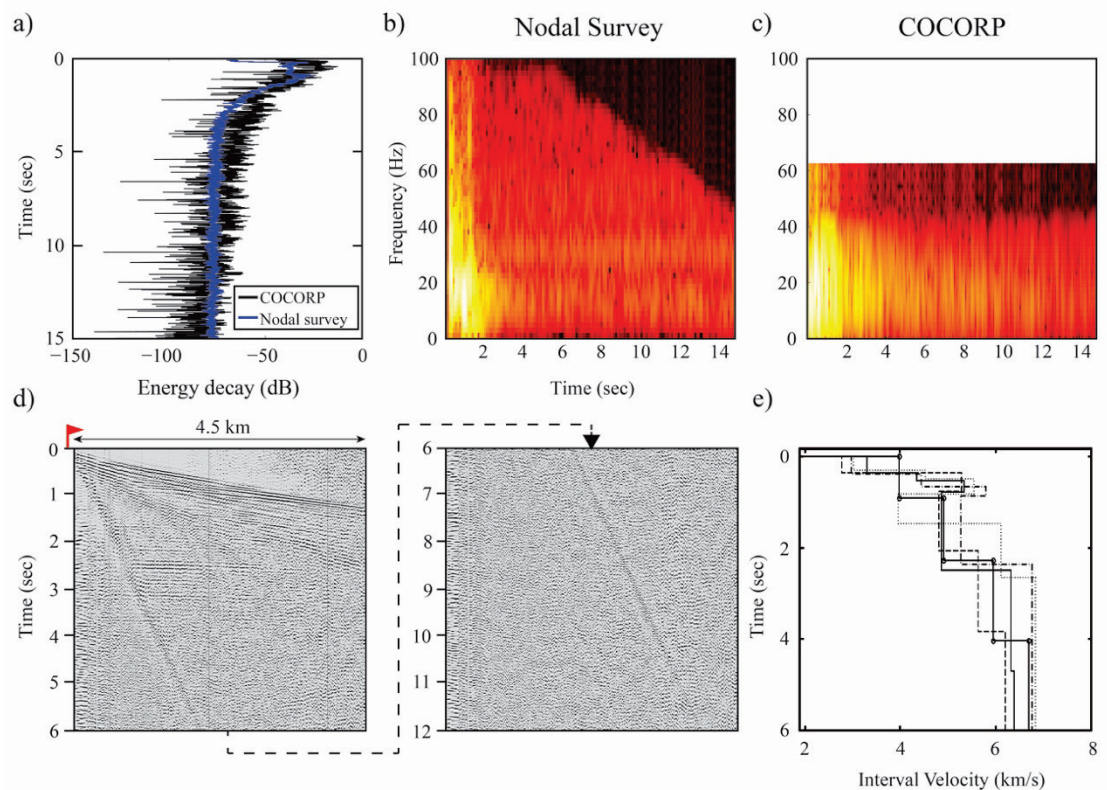 a)
b)
Nodal Survey
c)
COCORP
0
5
10
15
Time (sec)
−150
−100
−50
0
Energy decay (dB)
COCORP
Nodal survey
100
80
60
40
20
0
Frequency (Hz)
2 4 6 8 10 12 14
100
80
60
40
20
0
2 4 6 8 10 12 14
Time (sec)
d)
4.5 km
0
1
2
3
4
5
6
Time (sec)
6
7
8
9
10
11
12
e)
0
2
4
6
Time (sec)
2 4 6 8
Interval Velocity (km/s)